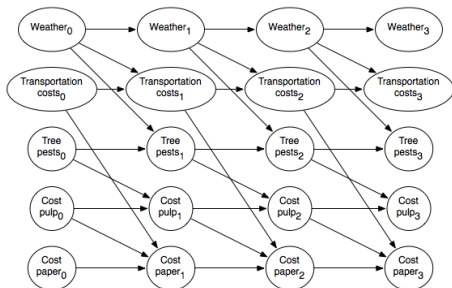 Weather0 Weather1 Weather2 Weather3
Transportation Transportation Transportation Transportation
costs0 costs1 costs2 costs3
Tree Tree Tree Tree
pests0 pests1 pests2 pests3
Cost Cost Cost Cost
pulp0 pulp1 pulp2 pulp3
Cost Cost Cost Cost
paper0 paper1 paper2 paper3